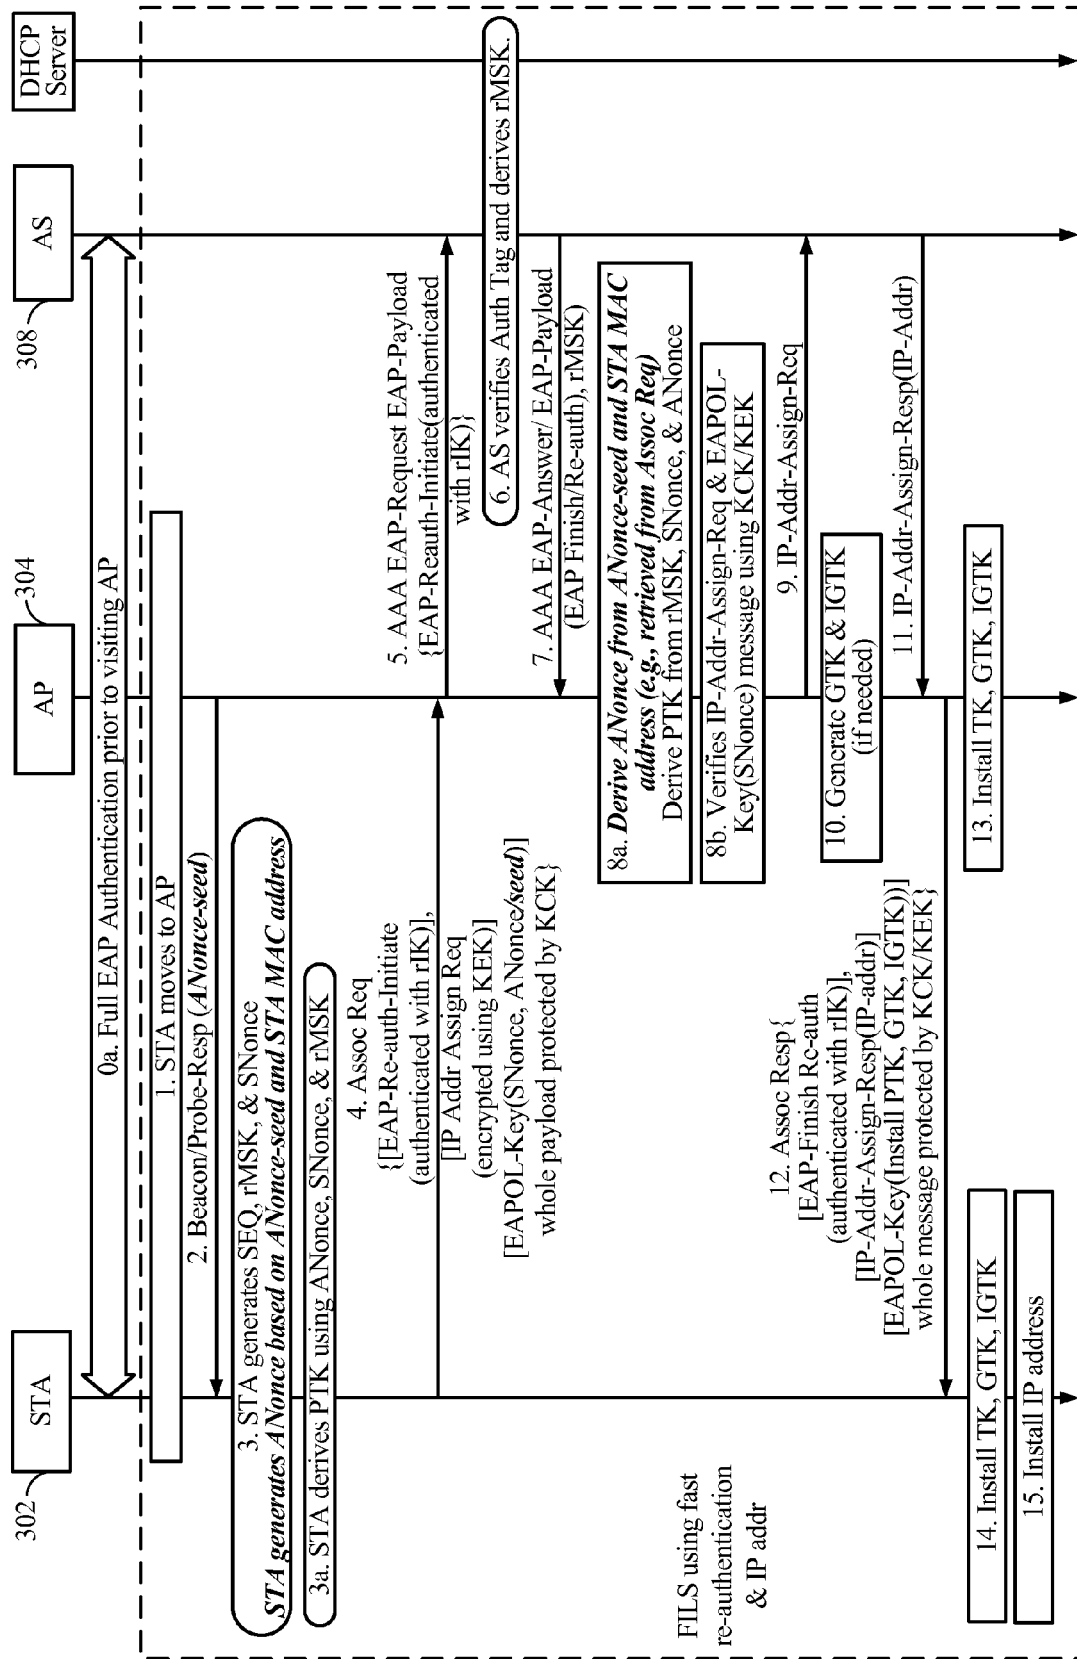 302
STA
304
AP
308
AS
DHCP
Server
0a. Full EAP Authentication prior to visiting AP
1. STA moves to AP
2. Beacon/Probe-Resp (ANonce-seed)
3. STA generates SEQ, rMSK, & SNonce
STA generates ANonce based on ANonce-seed and STA MAC address
3a. STA derives PTK using ANonce, SNonce, & rMSK
4. Assoc Req
{[EAP-Re-auth-Initiate
(authenticated with rIK)],
[IP Addr Assign Req
(encrypted using KEK)]
[EAPOL-Key(SNonce, ANonce/seed)]
whole payload protected by KCK}
5. AAA EAP-Request EAP-Payload
{EAP-Reauth-Initiate(authenticated
with rIK)}
6. AS verifies Auth Tag and derives rMSK.
7. AAA EAP-Answer/ EAP-Payload
(EAP Finish/Re-auth), rMSK)
8a. Derive ANonce from ANonce-seed and STA MAC
address (e.g., retrieved from Assoc Req)
Derive PTK from rMSK, SNonce, & ANonce
8b. Verifies IP-Addr-Assign-Req & EAPOL-
Key(SNonce) message using KCK/KEK
9. IP-Addr-Assign-Req
10. Generate GTK & IGTK
(if needed)
11. IP-Addr-Assign-Resp(IP-Addr)
12. Assoc Resp{
[EAP-Finish Re-auth
(authenticated with rIK)],
[IP-Addr-Assign-Resp(IP-addr)]
[EAPOL-Key(Install PTK, GTK, IGTK))]
whole message protected by KCK/KEK}
13. Install TK, GTK, IGTK
14. Install TK, GTK, IGTK
15. Install IP address
FILS using fast
re-authentication
& IP addr